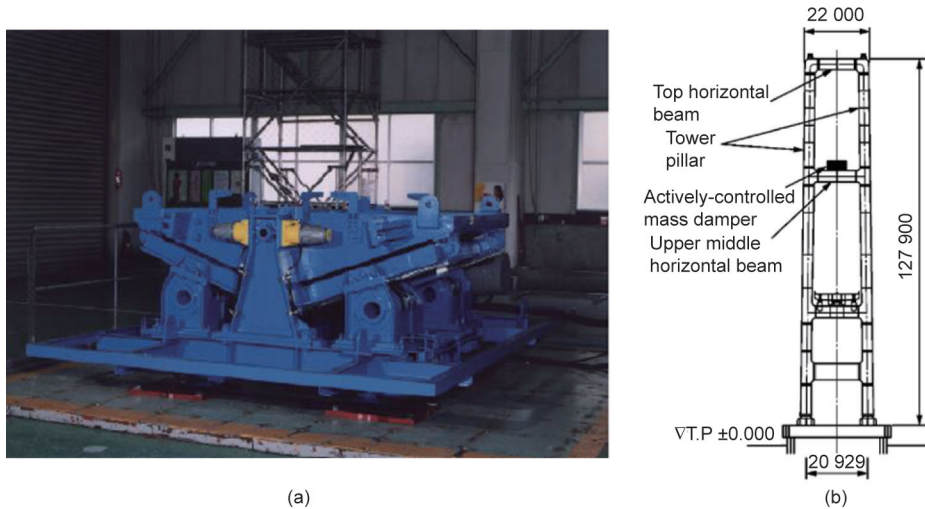 22 000
Top horizontal
beam
Tower
pillar
Actively-controlled
mass damper
Upper middle
horizontal beam
127 900
∇T.P ±0.000
20 929
(a)
(b)